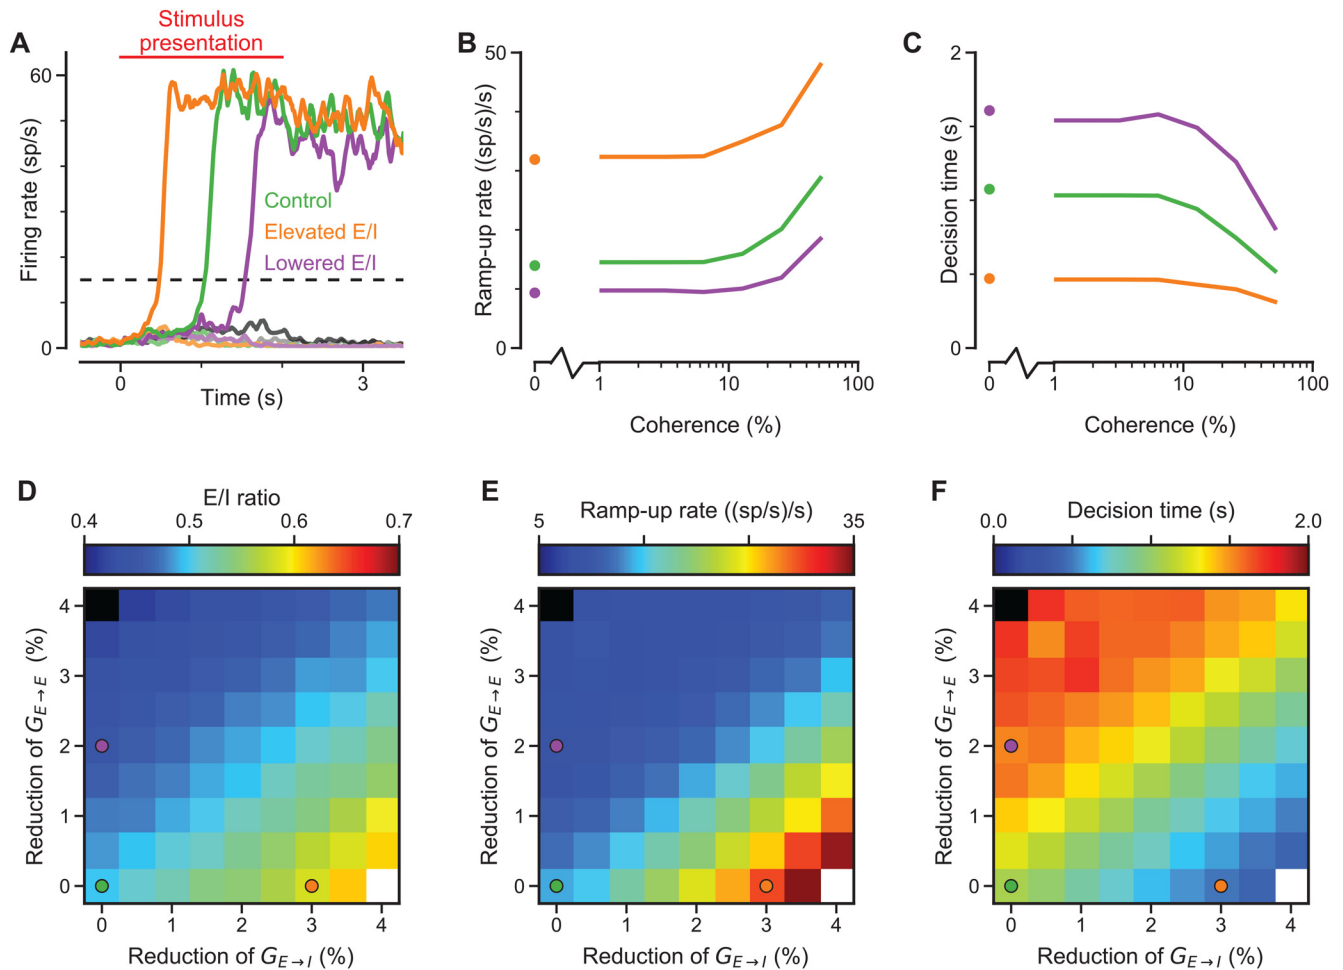 Stimulus
presentation
A
60
Firing rate (sp/s)
Control
Elevated E/I
Lowered E/I
0
0
3
Time (s)
B
50
Ramp-up rate ((sp/s)/s)
0
0
1
10
100
Coherence (%)
C
2
Decision time (s)
0
0
1
10
100
Coherence (%)
D
E/I ratio
0.4
0.5
0.6
0.7
Reduction of G_{E→E} (%)
4
3
2
1
0
0
1
2
3
4
Reduction of G_{E→I} (%)
E
Ramp-up rate ((sp/s)/s)
5
35
Reduction of G_{E→E} (%)
4
3
2
1
0
0
1
2
3
4
Reduction of G_{E→I} (%)
F
Decision time (s)
0.0
2.0
Reduction of G_{E→E} (%)
4
3
2
1
0
0
1
2
3
4
Reduction of G_{E→I} (%)